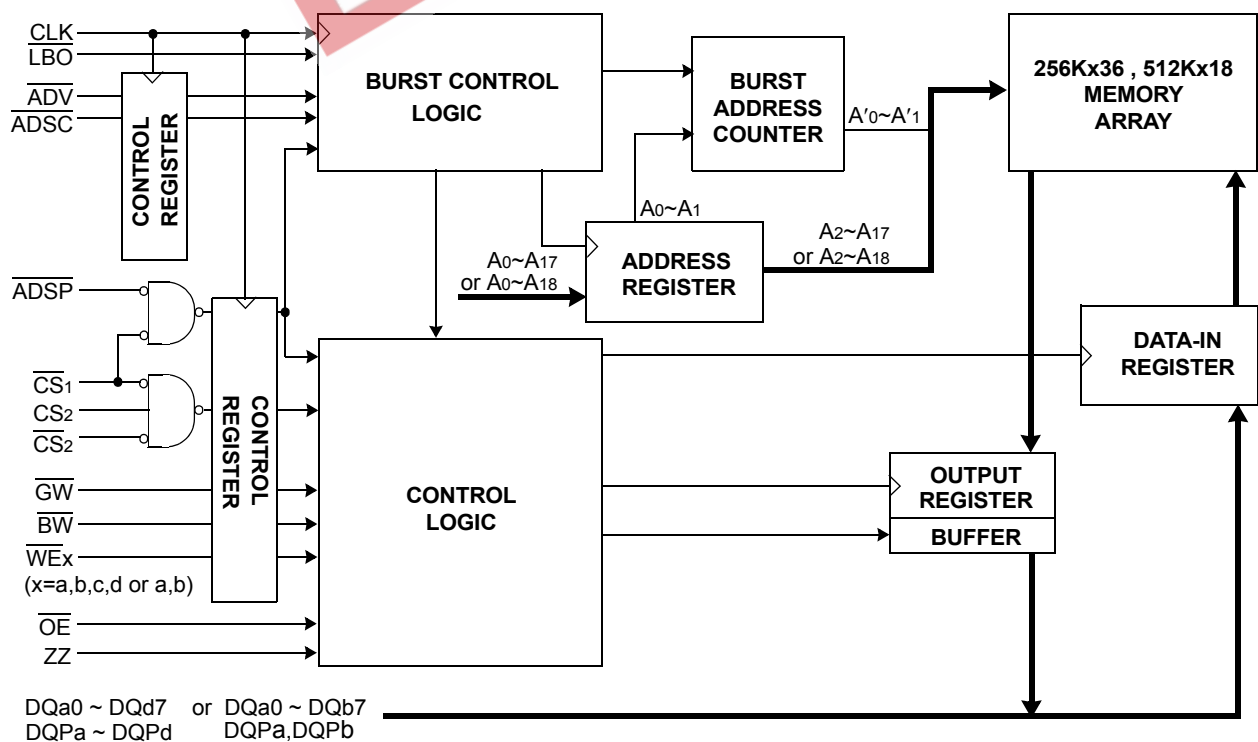 CLK
LBO
ADV
ADSC
CONTROL
REGISTER
BURST CONTROL
LOGIC
BURST
ADDRESS
COUNTER
A′0~A′1
256Kx36 , 512Kx18
MEMORY
ARRAY
A0~A1
A0~A17
or A0~A18
ADDRESS
REGISTER
A2~A17
or A2~A18
ADSP
CS1
CS2
CS2
CONTROL
REGISTER
DATA-IN
REGISTER
GW
BW
WEx
(x=a,b,c,d or a,b)
CONTROL
LOGIC
OUTPUT
REGISTER
BUFFER
OE
ZZ
DQa0 ~ DQd7 or DQa0 ~ DQb7
DQPa ~ DQPd DQPa,DQPb